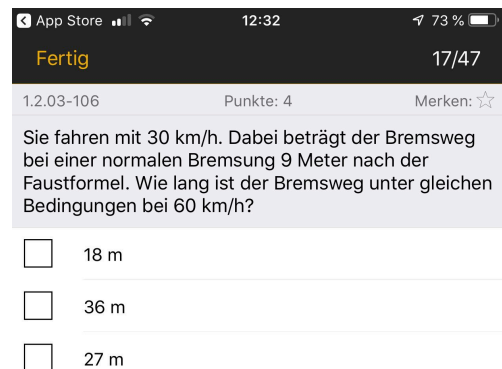 App Store 12:32 73 %
Fertig 17/47
1.2.03-106 Punkte: 4 Merken:
Sie fahren mit 30 km/h. Dabei beträgt der Bremsweg
bei einer normalen Bremsung 9 Meter nach der
Faustformel. Wie lang ist der Bremsweg unter gleichen
Bedingungen bei 60 km/h?
18 m
36 m
27 m